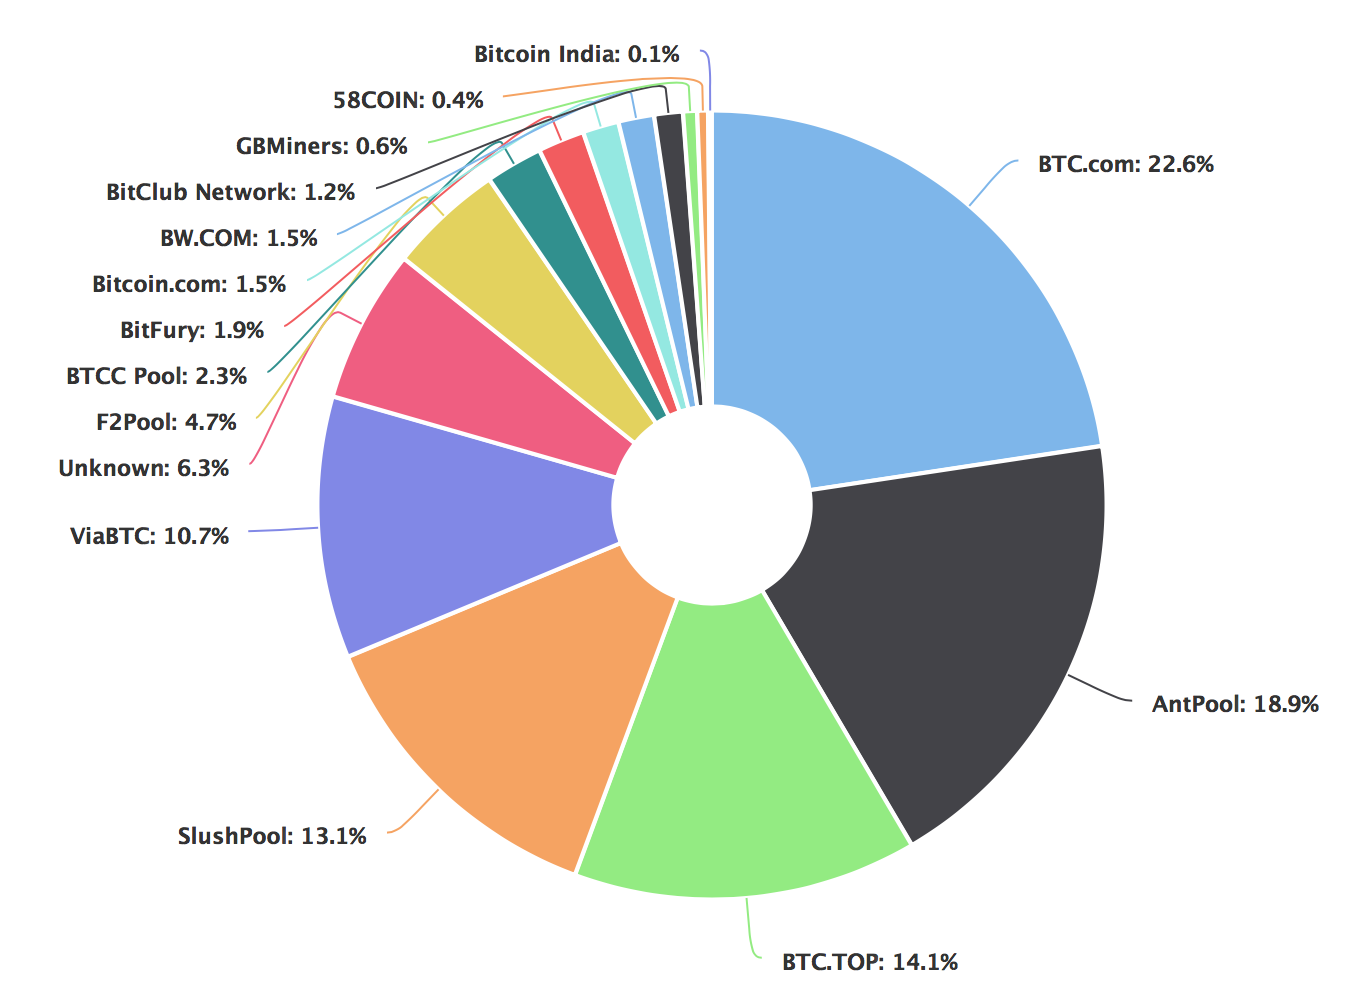 Bitcoin India: 0.1%
58COIN: 0.4%
GBMiners: 0.6%
BTC.com: 22.6%
BitClub Network: 1.2%
BW.COM: 1.5%
Bitcoin.com: 1.5%
BitFury: 1.9%
BTCC Pool: 2.3%
F2Pool: 4.7%
Unknown: 6.3%
ViaBTC: 10.7%
AntPool: 18.9%
SlushPool: 13.1%
BTC.TOP: 14.1%